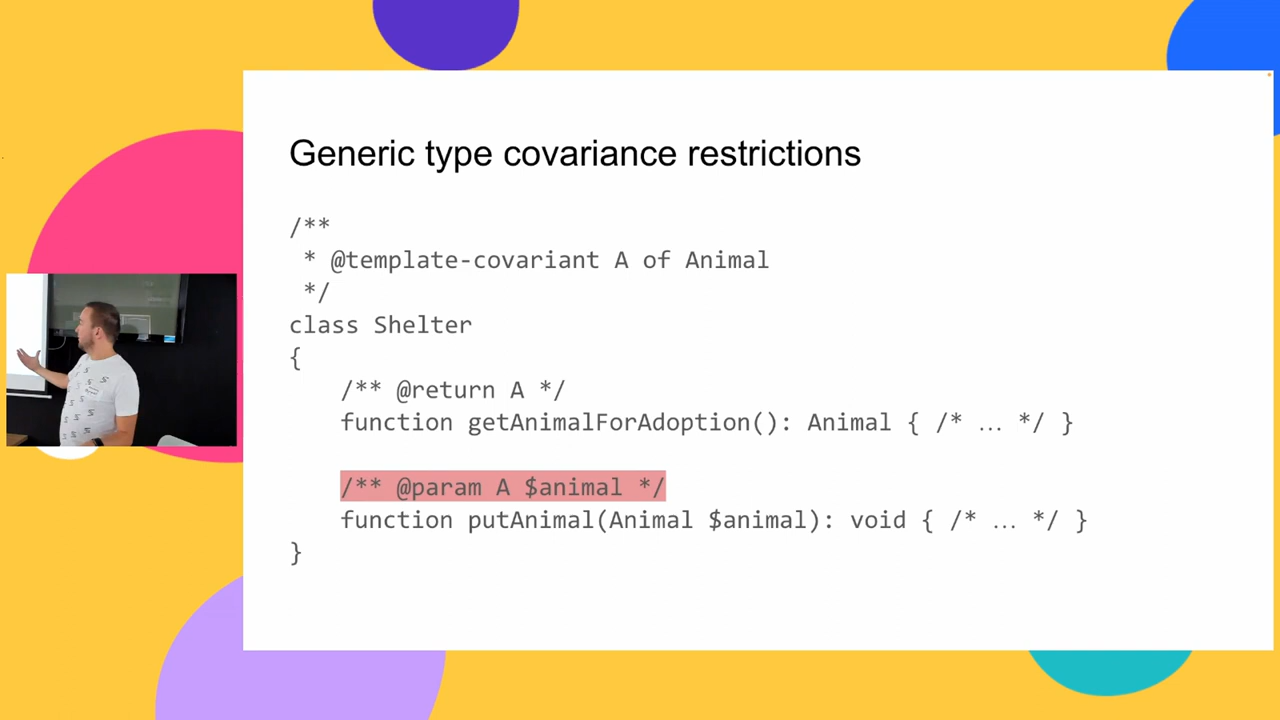 Generic type covariance restrictions
/**
 * @template-covariant A of Animal
 */
class Shelter
{
    /** @return A */
    function getAnimalForAdoption(): Animal { /* … */ }

    /** @param A $animal */
    function putAnimal(Animal $animal): void { /* … */ }
}